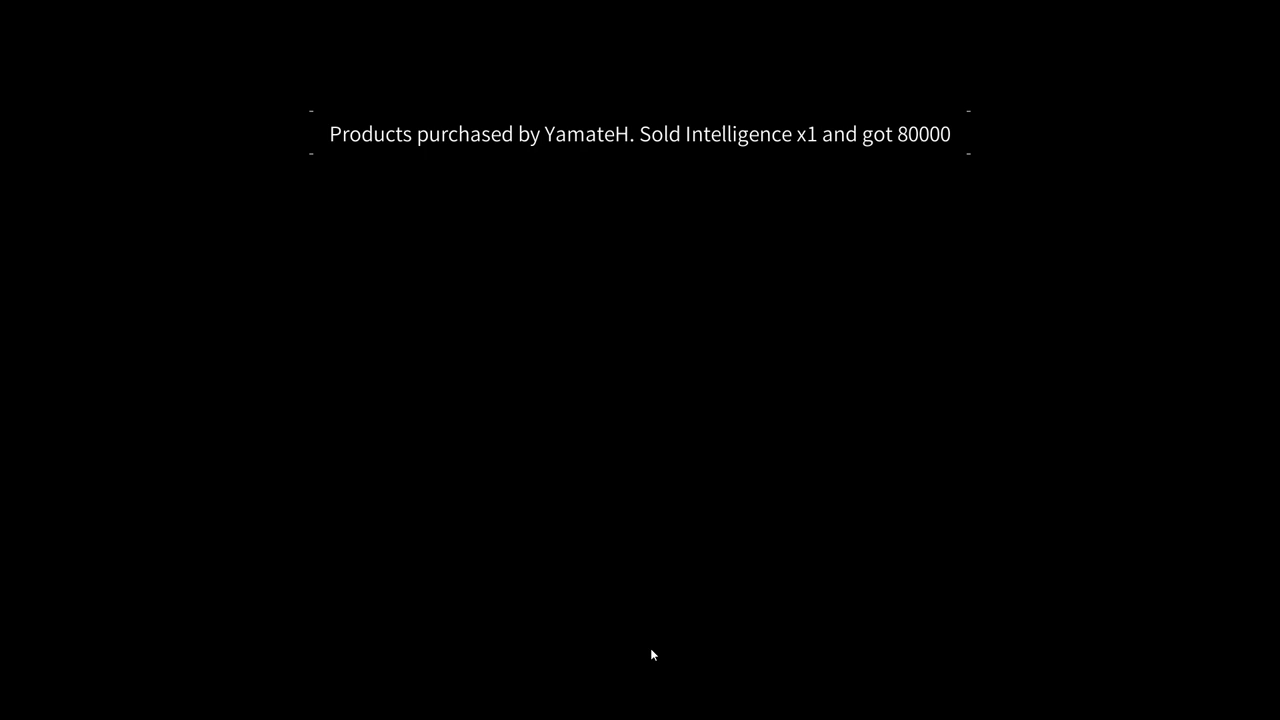 Products purchased by YamateH. Sold Intelligence x1 and got 80000